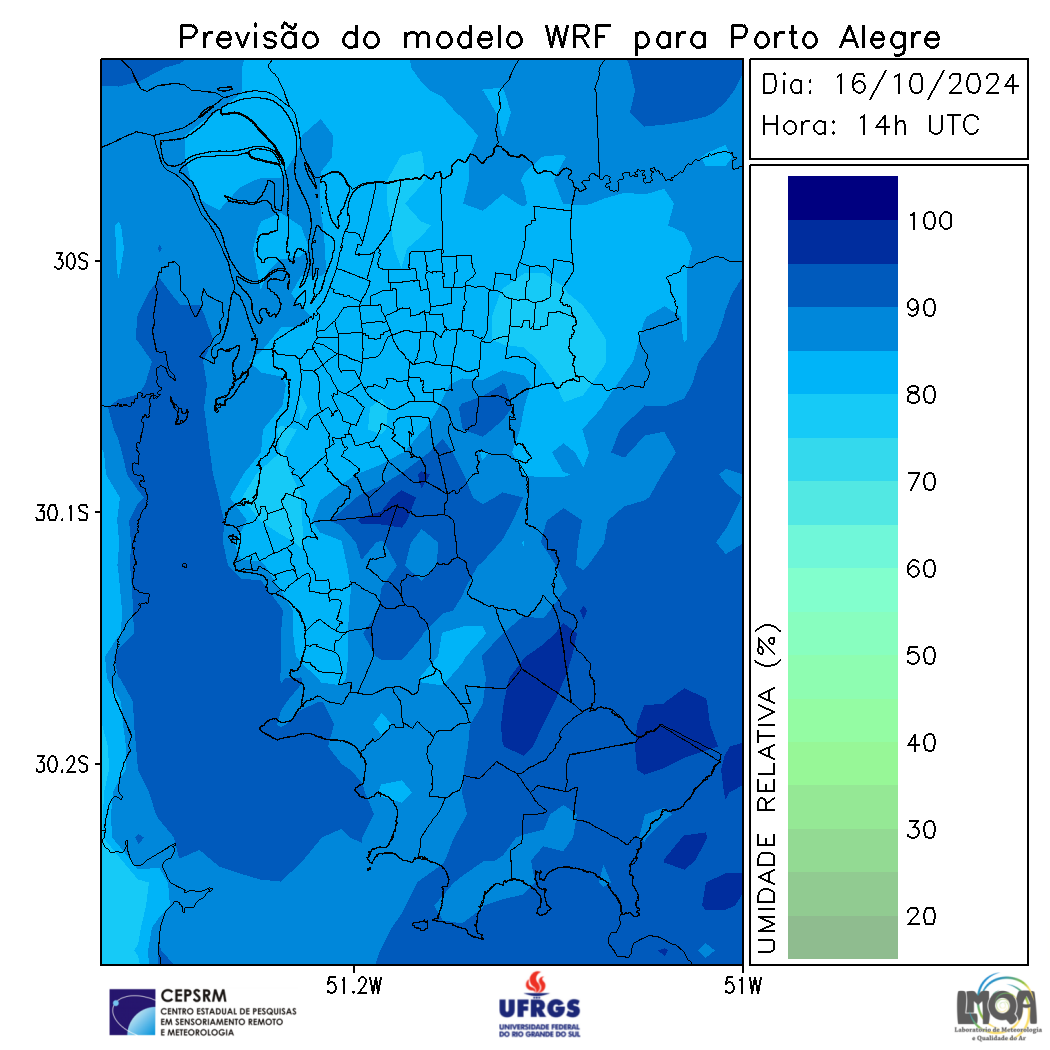 Previsão do modelo WRF para Porto Alegre
Dia: 16/10/2024
Hora: 14h UTC
30S
30.1S
30.2S
51.2W
51W
UMIDADE RELATIVA (%)
100
90
80
70
60
50
40
30
20
CEPSRM
CENTRO ESTADUAL DE PESQUISAS
EM SENSORIAMENTO REMOTO
E METEOROLOGIA
UFRGS
UNIVERSIDADE FEDERAL
DO RIO GRANDE DO SUL
LMQA
Laboratório de Meteorologia
e Qualidade do Ar